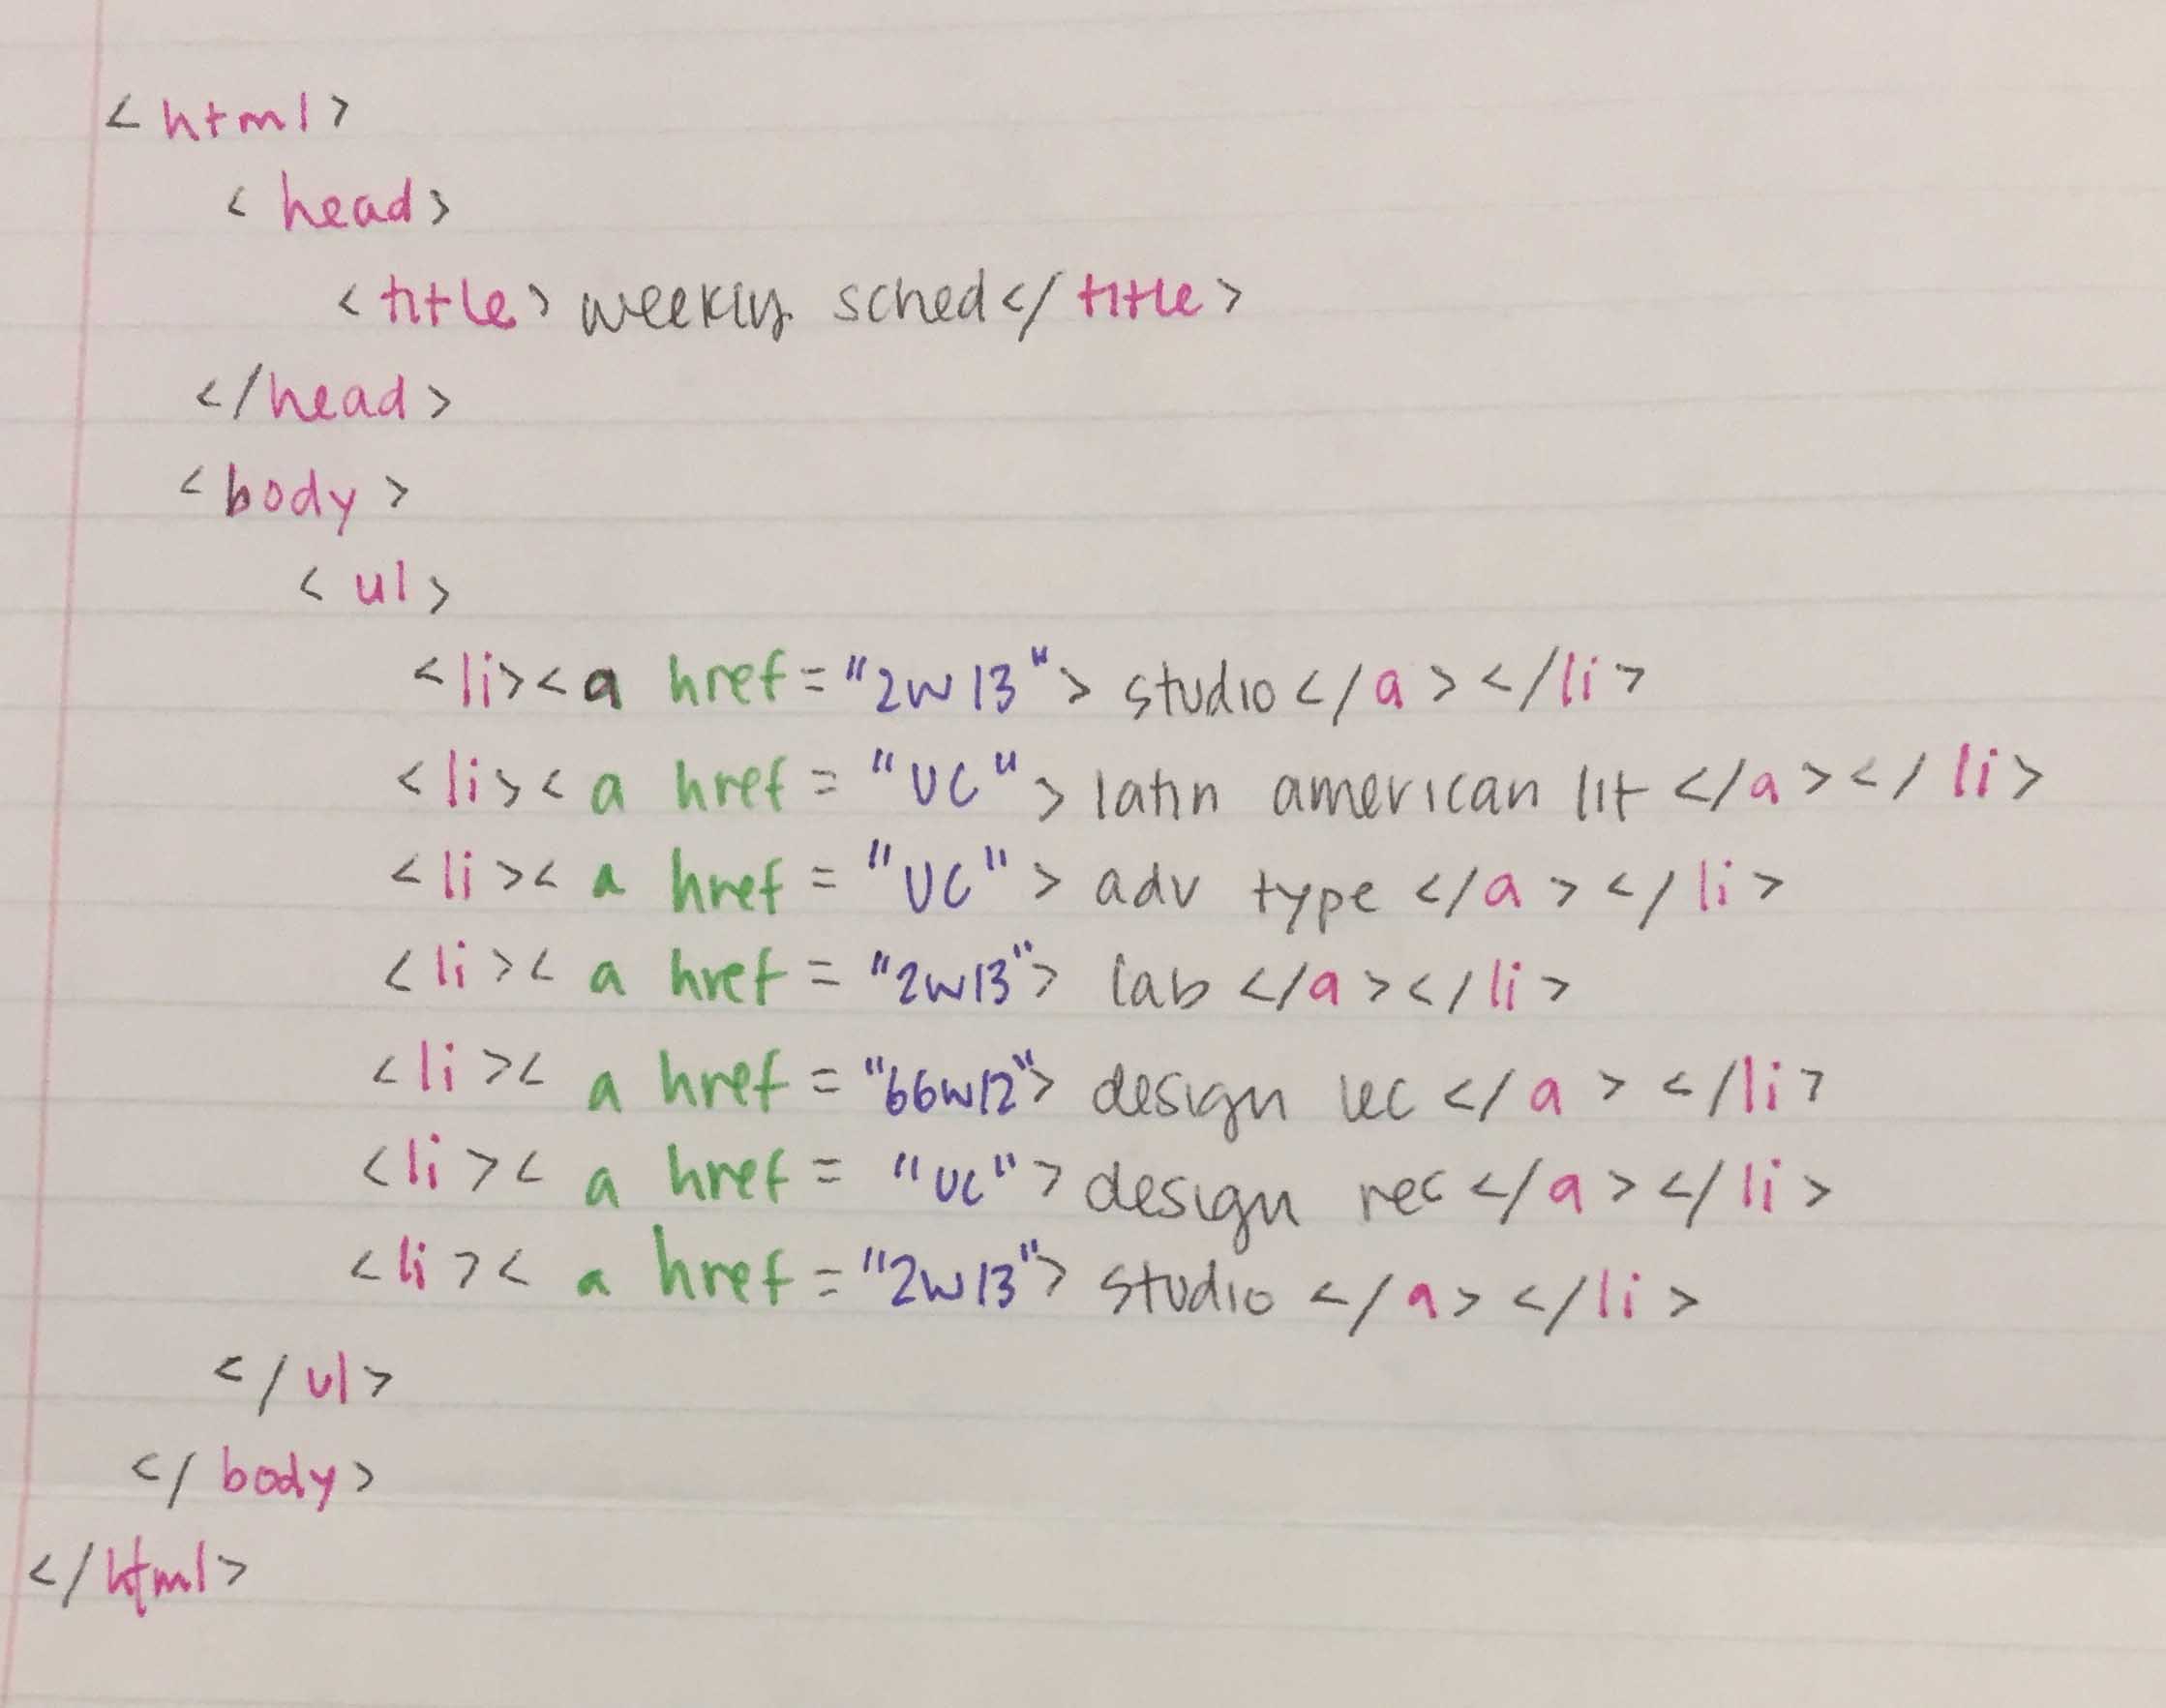 <html>
<head>
<title> weekly sched</title>
</head>
<body>
<ul>
<li><a href="2w13"> studio</a></li>
<li><a href="UC"> latin american lit</a></li>
<li><a href="UC"> adv type</a></li>
<li><a href="2w13"> lab</a></li>
<li><a href="66w12"> design lec</a></li>
<li><a href="UC"> design rec</a></li>
<li><a href="2w13"> studio</a></li>
</ul>
</body>
</html>